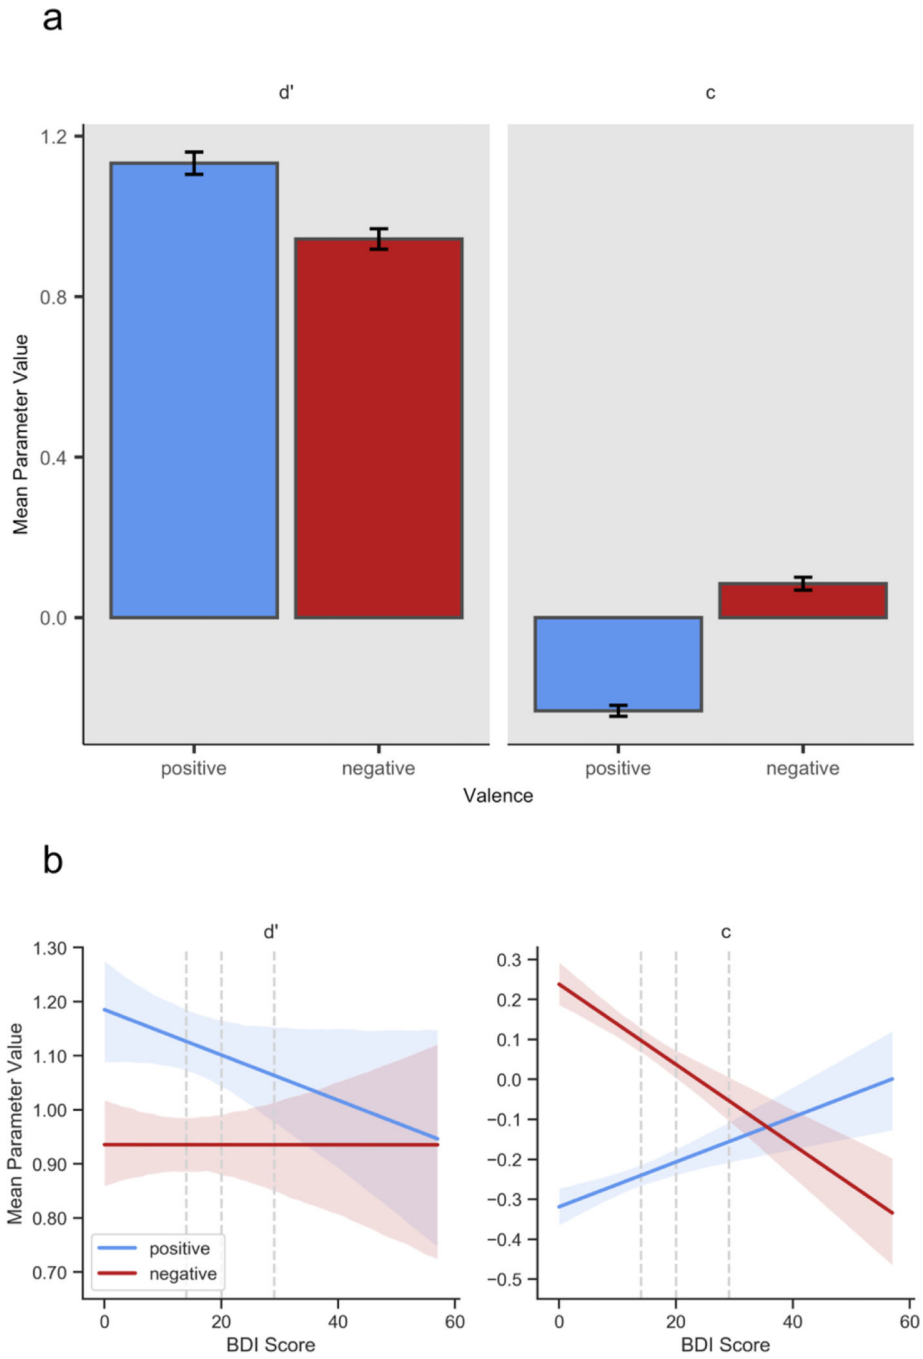 a
d'
c
Mean Parameter Value
1.2
0.8
0.4
0.0
positive
negative
positive
negative
Valence
b
d'
c
Mean Parameter Value
1.30
1.20
1.10
1.00
0.90
0.80
0.70
positive
negative
0
20
40
60
BDI Score
0.3
0.2
0.1
0.0
−0.1
−0.2
−0.3
−0.4
−0.5
0
20
40
60
BDI Score